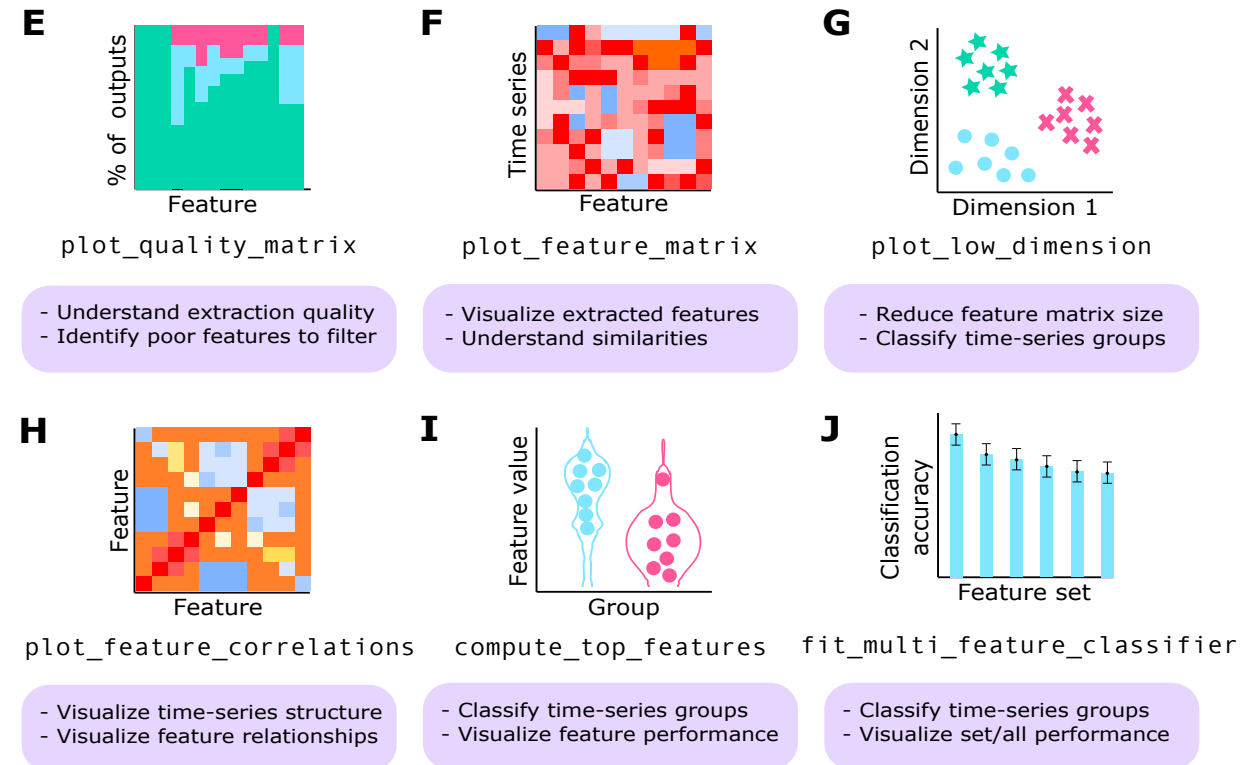 E
% of outputs
Feature
plot_quality_matrix
- Understand extraction quality
- Identify poor features to filter
F
Time series
Feature
plot_feature_matrix
- Visualize extracted features
- Understand similarities
G
Dimension 2
Dimension 1
plot_low_dimension
- Reduce feature matrix size
- Classify time-series groups
H
Feature
Feature
plot_feature_correlations
- Visualize time-series structure
- Visualize feature relationships
I
Feature value
Group
compute_top_features
- Classify time-series groups
- Visualize feature performance
J
Classification
accuracy
Feature set
fit_multi_feature_classifier
- Classify time-series groups
- Visualize set/all performance